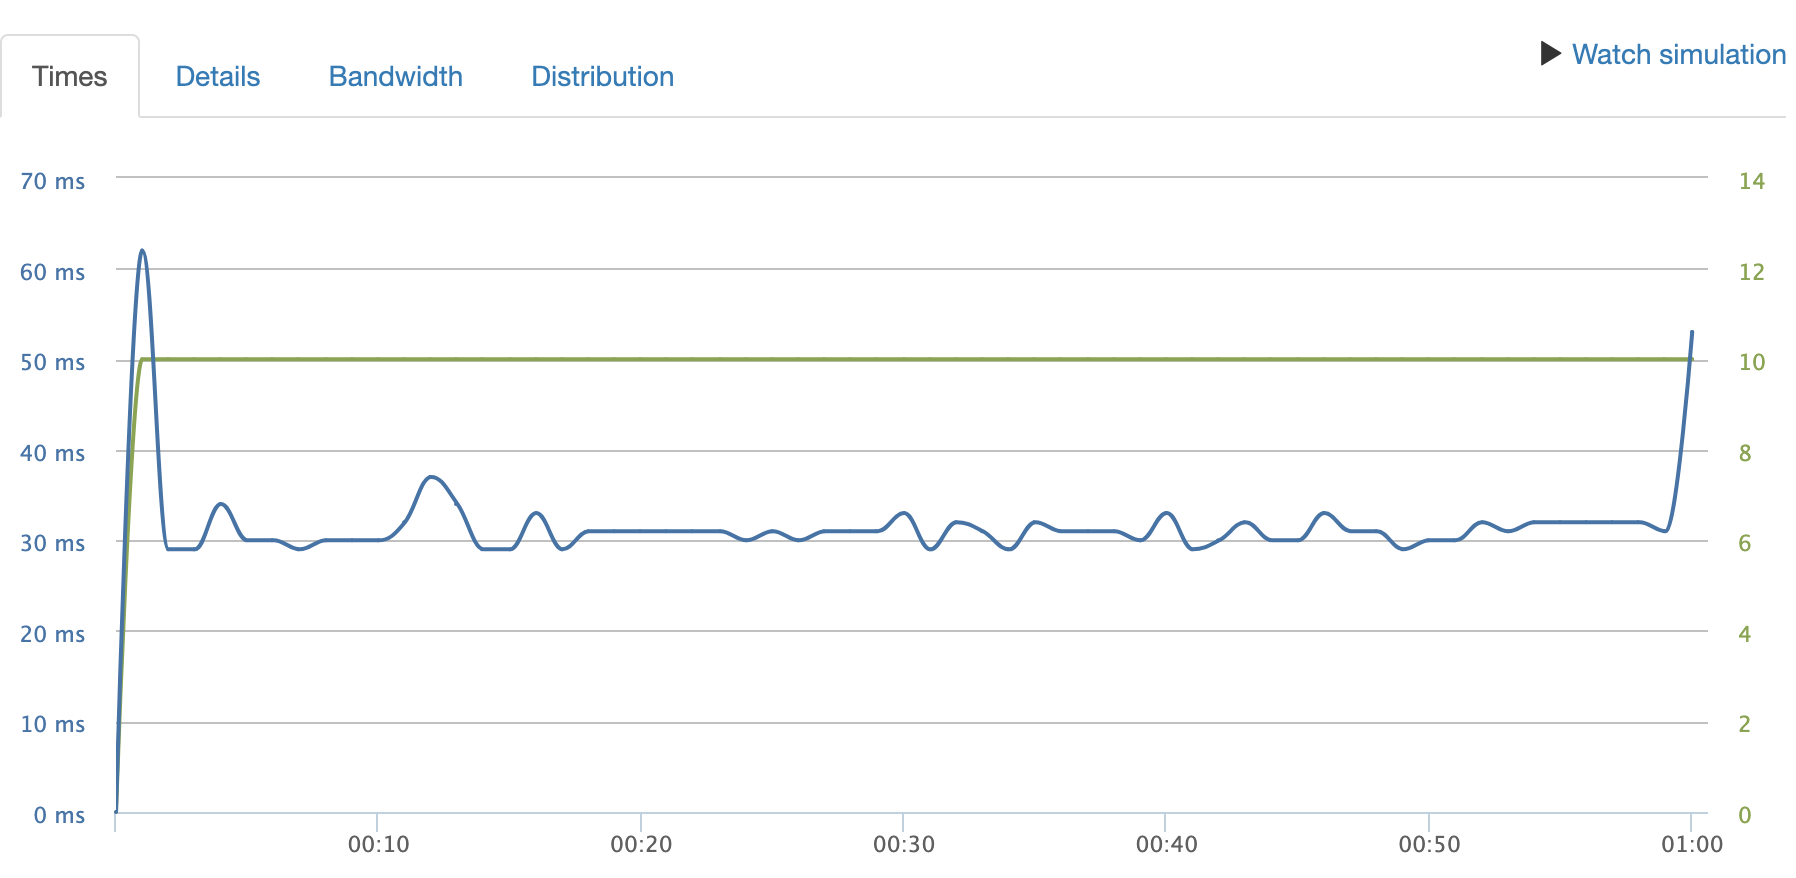 Times Details Bandwidth Distribution
Watch simulation
70 ms 14
60 ms 12
50 ms 10
40 ms 8
30 ms 6
20 ms 4
10 ms 2
0 ms 0
00:10 00:20 00:30 00:40 00:50 01:00